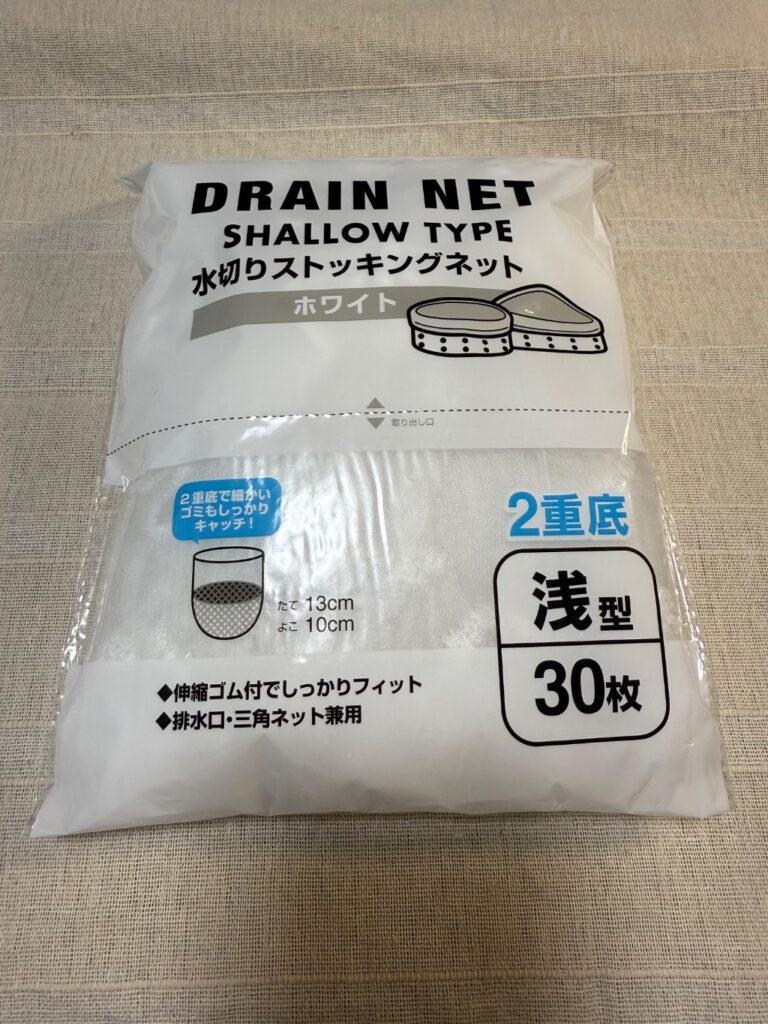 DRAIN NET
SHALLOW TYPE
水切りストッキングネット
ホワイト
取り出し口
2重底で細かい
ゴミもしっかり
キャッチ！
たて 13cm
よこ 10cm
2重底
浅型
30枚
◆伸縮ゴム付でしっかりフィット
◆排水口・三角ネット兼用